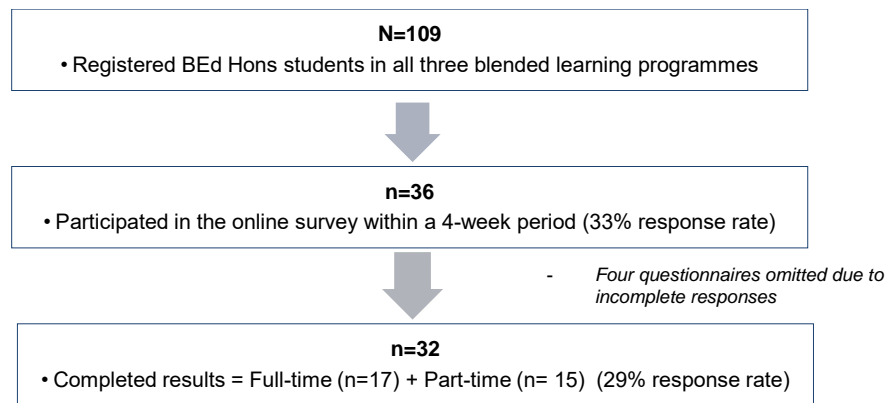 N=109
• Registered BEd Hons students in all three blended learning programmes
n=36
• Participated in the online survey within a 4-week period (33% response rate)
- Four questionnaires omitted due to
incomplete responses
n=32
• Completed results = Full-time (n=17) + Part-time (n= 15) (29% response rate)